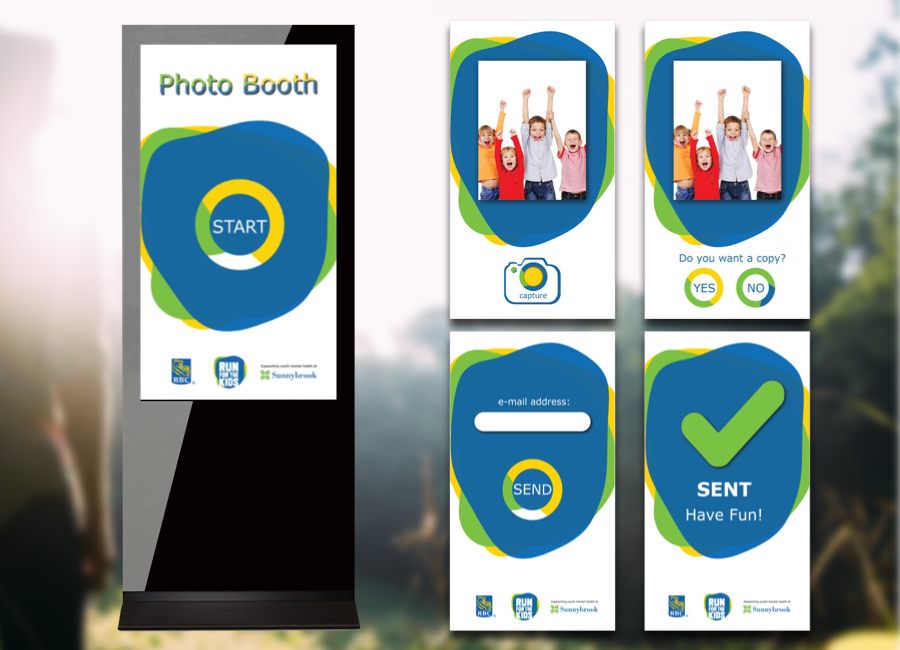 Photo Booth
START
RBC
RUN
FOR THE
KIDS
Supporting youth mental health at
Sunnybrook
capture
Do you want a copy?
YES
NO
e-mail address:
SEND
RBC
RUN
FOR THE
KIDS
Supporting youth mental health at
Sunnybrook
SENT
Have Fun!
RBC
RUN
FOR THE
KIDS
Supporting youth mental health at
Sunnybrook